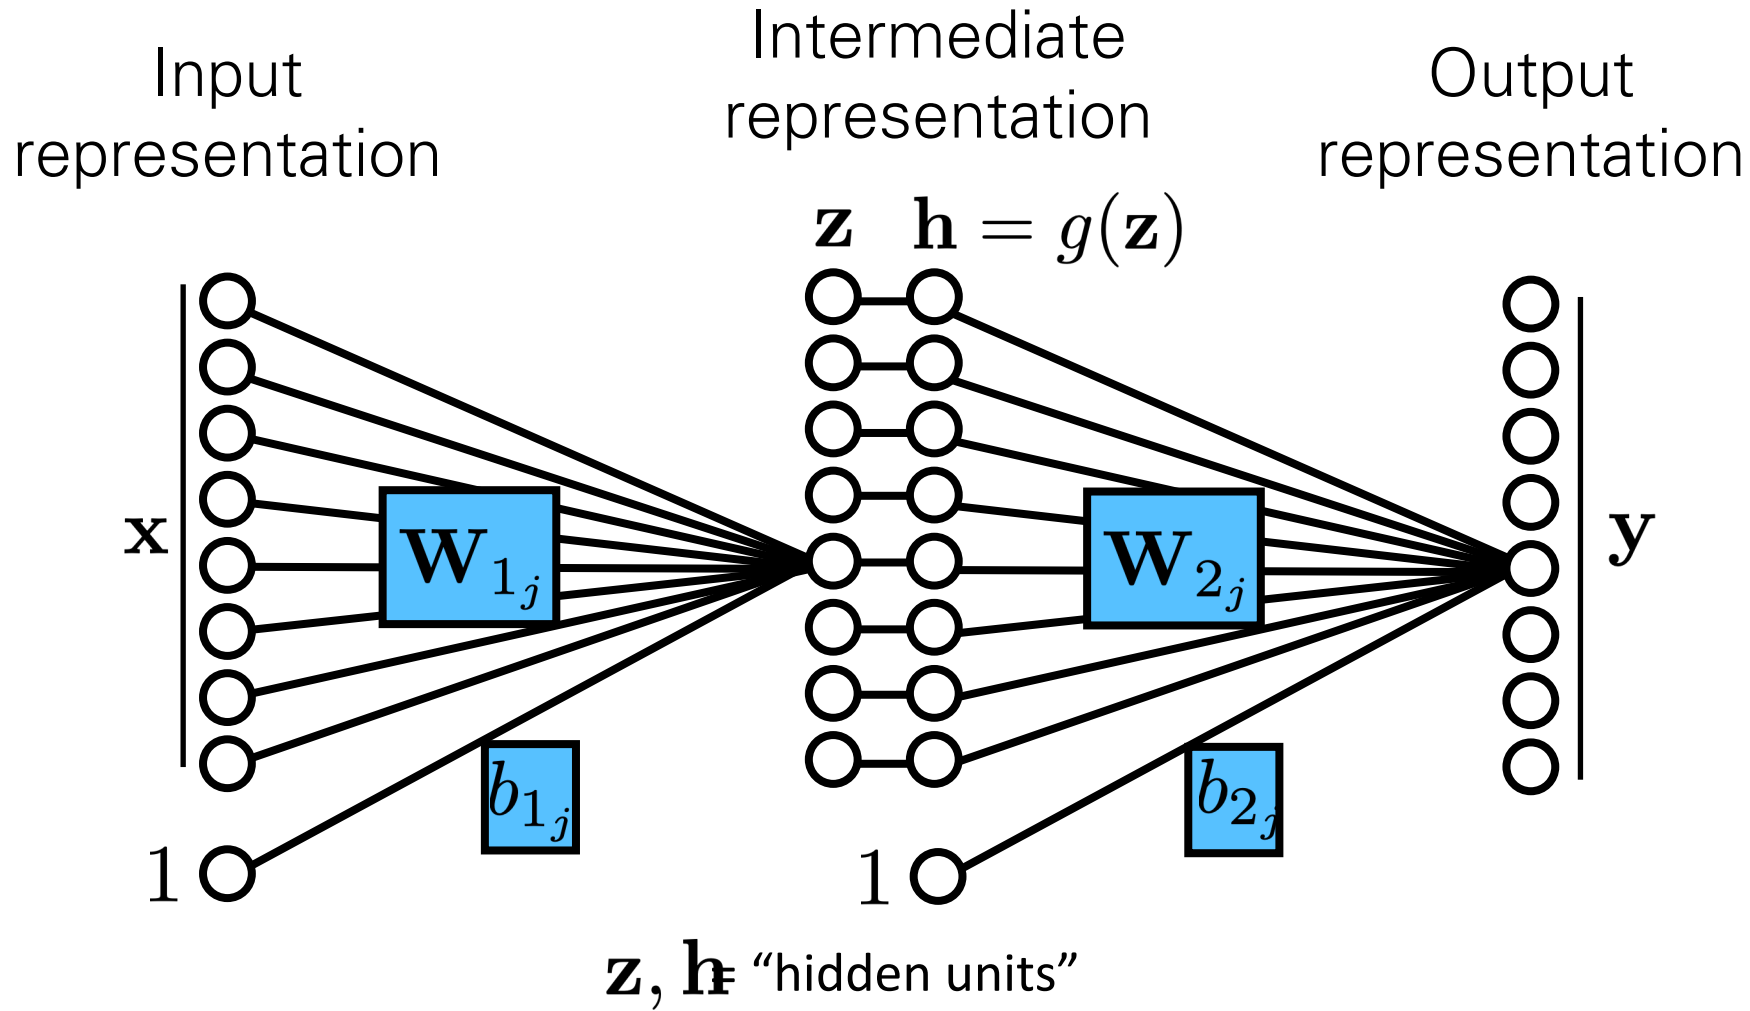 Input
representation
Intermediate
representation
Output
representation
z h = g(z)
x
W₁ⱼ
W₂ⱼ
y
b₁ⱼ
b₂ⱼ
1
1
z, h = “hidden units”